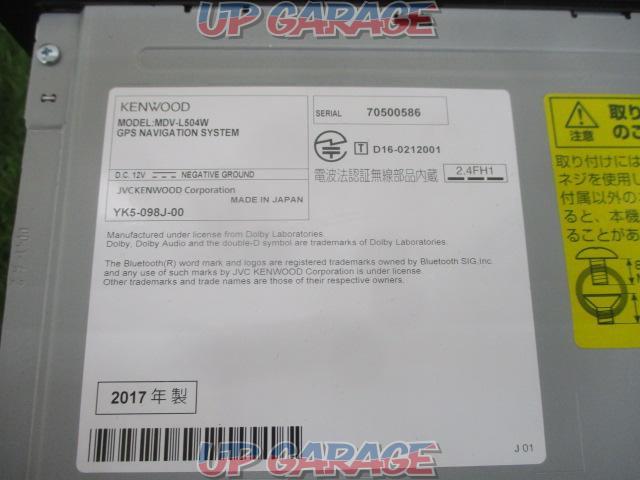 UP GARAGE
KENWOOD
MODEL:MDV-L504W
GPS NAVIGATION SYSTEM
D.C. 12V NEGATIVE GROUND
JVCKENWOOD Corporation
MADE IN JAPAN
YK5-098J-00
SERIAL 70500586
T D16-0212001
電波法認証無線部品内蔵 2.4FH1
Manufactured under license from Dolby Laboratories.
Dolby, Dolby Audio and the double-D symbol are trademarks of Dolby Laboratories.
The Bluetooth(R) word mark and logos are registered trademarks owned by Bluetooth SIG,Inc.
and any use of such marks by JVC KENWOOD Corporation is under license.
Other trademarks and trade names are those of their respective owners.
2017 年 製
J 01
注意
取り
のご
取り付けには
ネジを使用し
付属以外のネ
ると、本機
ることがあ
UP GARAGE